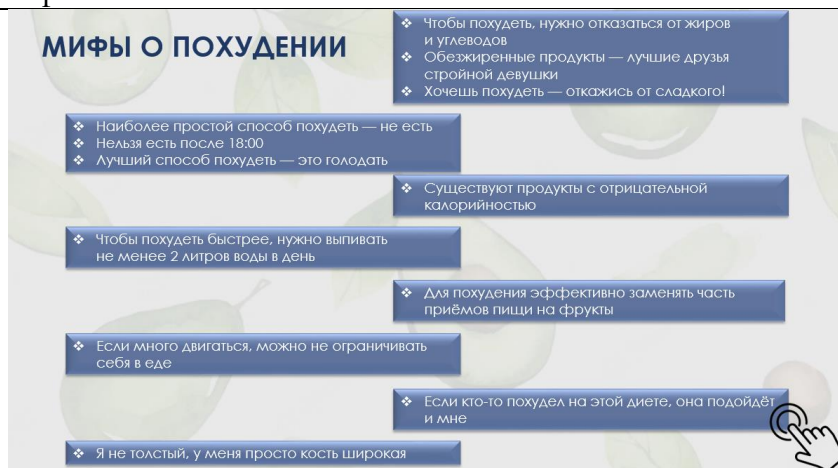 МИФЫ О ПОХУДЕНИИ
❖ Чтобы похудеть, нужно отказаться от жиров
и углеводов
❖ Обезжиренные продукты — лучшие друзья
стройной девушки
❖ Хочешь похудеть — откажись от сладкого!
❖ Наиболее простой способ похудеть — не есть
❖ Нельзя есть после 18:00
❖ Лучший способ похудеть — это голодать
❖ Существуют продукты с отрицательной
калорийностью
❖ Чтобы похудеть быстрее, нужно выпивать
не менее 2 литров воды в день
❖ Для похудения эффективно заменять часть
приёмов пищи на фрукты
❖ Если много двигаться, можно не ограничивать
себя в еде
❖ Если кто-то похудел на этой диете, она подойдёт
и мне
❖ Я не толстый, у меня просто кость широкая